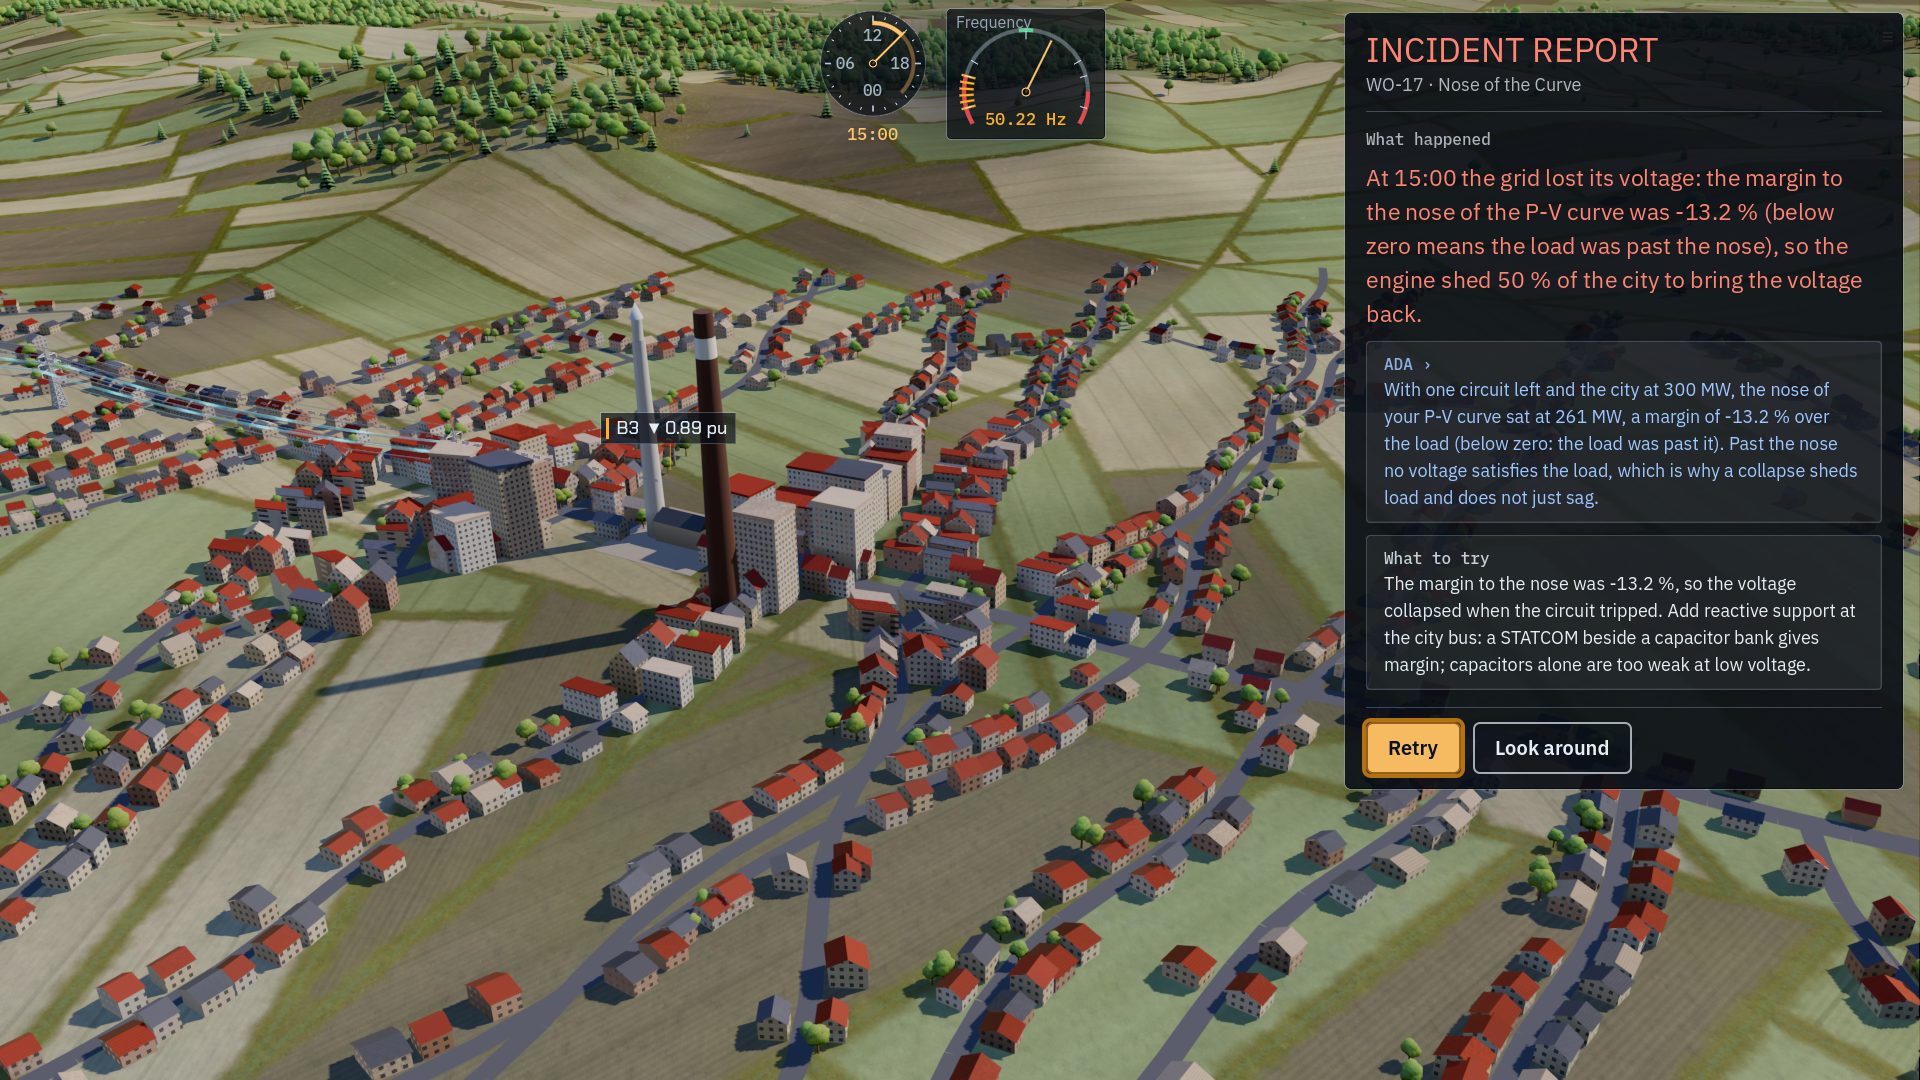 12
06
18
00
15:00
Frequency
50.22 Hz
B3 ▼ 0.89 pu
INCIDENT REPORT
WO-17 · Nose of the Curve
What happened
At 15:00 the grid lost its voltage: the margin to
the nose of the P-V curve was -13.2 % (below
zero means the load was past the nose), so the
engine shed 50 % of the city to bring the voltage
back.
ADA ›
With one circuit left and the city at 300 MW, the nose of
your P-V curve sat at 261 MW, a margin of -13.2 % over
the load (below zero: the load was past it). Past the nose
no voltage satisfies the load, which is why a collapse sheds
load and does not just sag.
What to try
The margin to the nose was -13.2 %, so the voltage
collapsed when the circuit tripped. Add reactive support at
the city bus: a STATCOM beside a capacitor bank gives
margin; capacitors alone are too weak at low voltage.
Retry
Look around